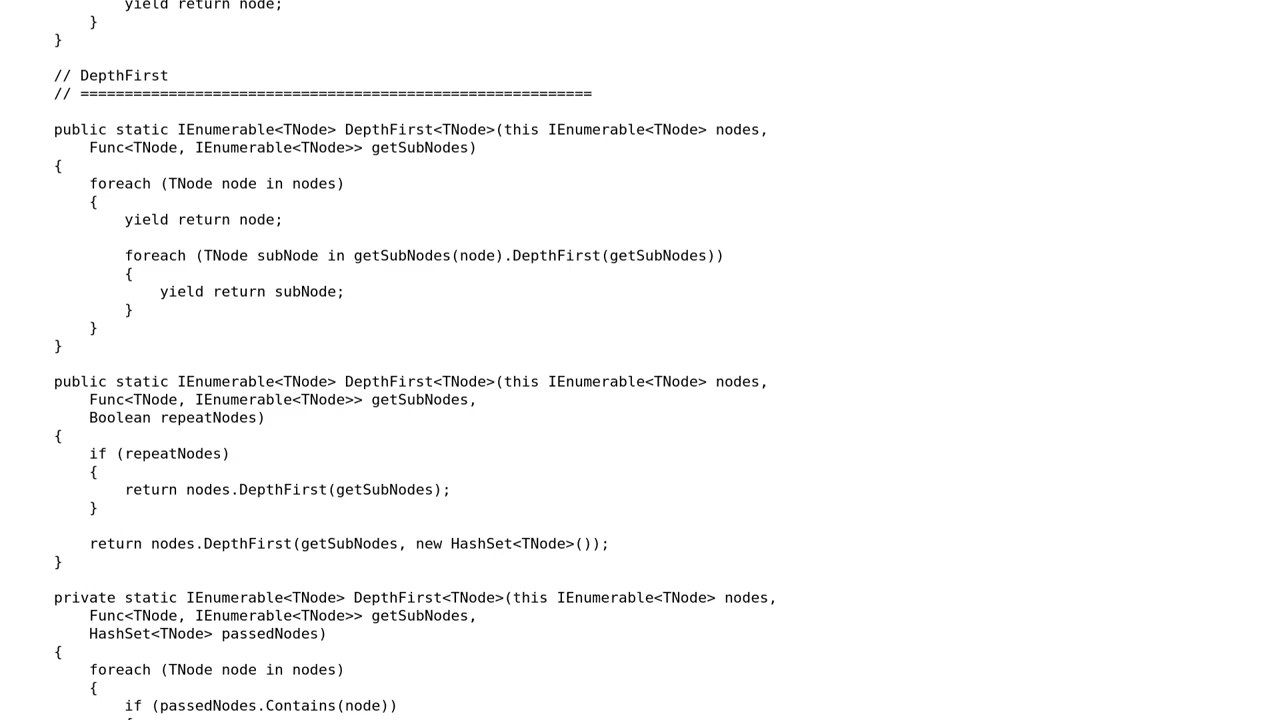 yield return node;
}
}
// DepthFirst
// ==========================================================
public static IEnumerable<TNode> DepthFirst<TNode>(this IEnumerable<TNode> nodes,
Func<TNode, IEnumerable<TNode>> getSubNodes)
{
foreach (TNode node in nodes)
{
yield return node;
foreach (TNode subNode in getSubNodes(node).DepthFirst(getSubNodes))
{
yield return subNode;
}
}
}
public static IEnumerable<TNode> DepthFirst<TNode>(this IEnumerable<TNode> nodes,
Func<TNode, IEnumerable<TNode>> getSubNodes,
Boolean repeatNodes)
{
if (repeatNodes)
{
return nodes.DepthFirst(getSubNodes);
}
return nodes.DepthFirst(getSubNodes, new HashSet<TNode>());
}
private static IEnumerable<TNode> DepthFirst<TNode>(this IEnumerable<TNode> nodes,
Func<TNode, IEnumerable<TNode>> getSubNodes,
HashSet<TNode> passedNodes)
{
foreach (TNode node in nodes)
{
if (passedNodes.Contains(node))
{